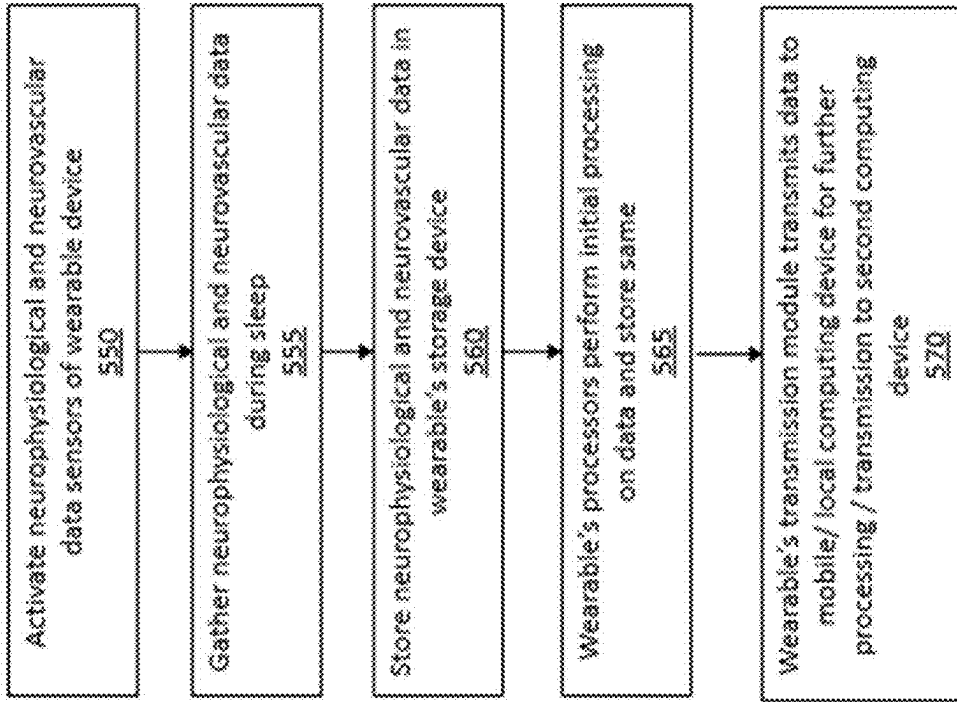 Activate neurophysiological and neurovascular
data sensors of wearable device
550
Gather neurophysiological and neurovascular data
during sleep
555
Store neurophysiological and neurovascular data in
wearable's storage device
560
Wearable's processors perform initial processing
on data and store same
565
Wearable's transmission module transmits data to
mobile/ local computing device for further
processing / transmission to second computing
device
570